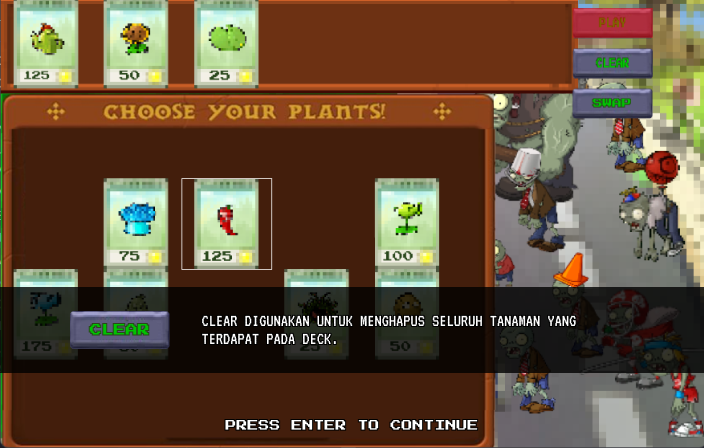 125 50 25
PLAY
CLEAR
SWAP
CHOOSE YOUR PLANTS!
75 125 100
175 50
CLEAR
CLEAR DIGUNAKAN UNTUK MENGHAPUS SELURUH TANAMAN YANG
TERDAPAT PADA DECK.
PRESS ENTER TO CONTINUE